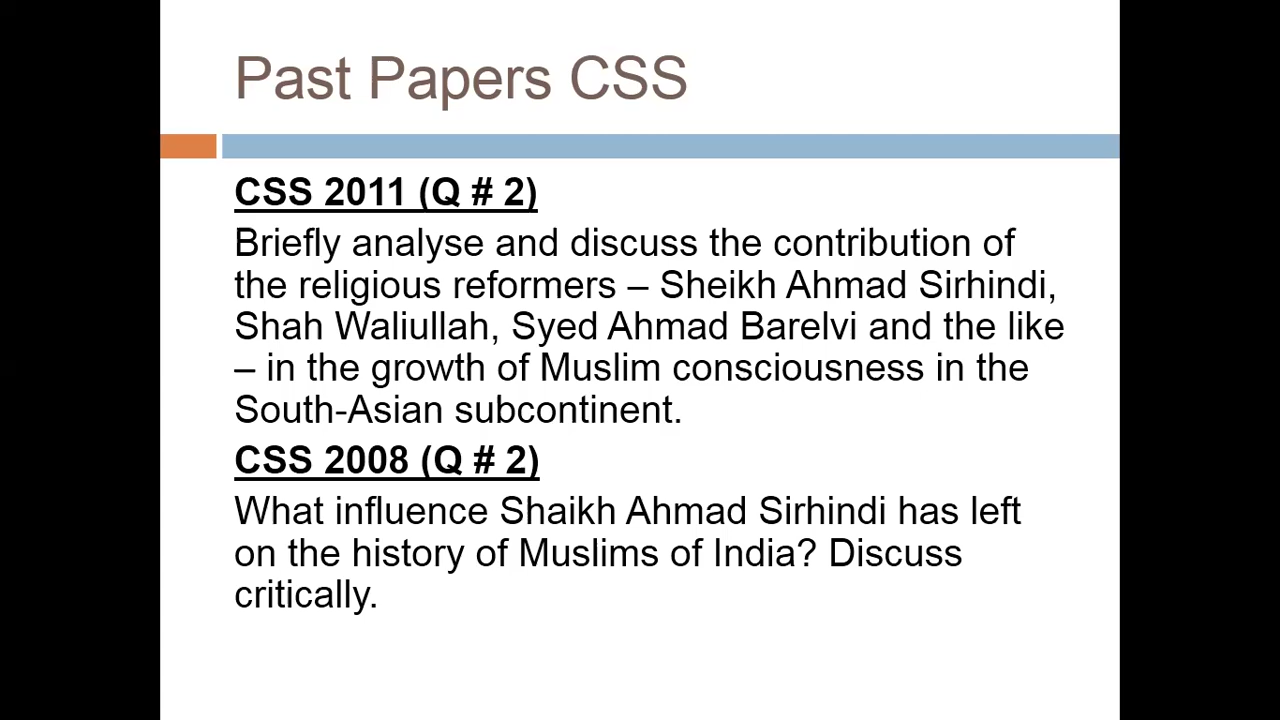 Past Papers CSS
CSS 2011 (Q # 2)
Briefly analyse and discuss the contribution of
the religious reformers – Sheikh Ahmad Sirhindi,
Shah Waliullah, Syed Ahmad Barelvi and the like
– in the growth of Muslim consciousness in the
South-Asian subcontinent.
CSS 2008 (Q # 2)
What influence Shaikh Ahmad Sirhindi has left
on the history of Muslims of India? Discuss
critically.